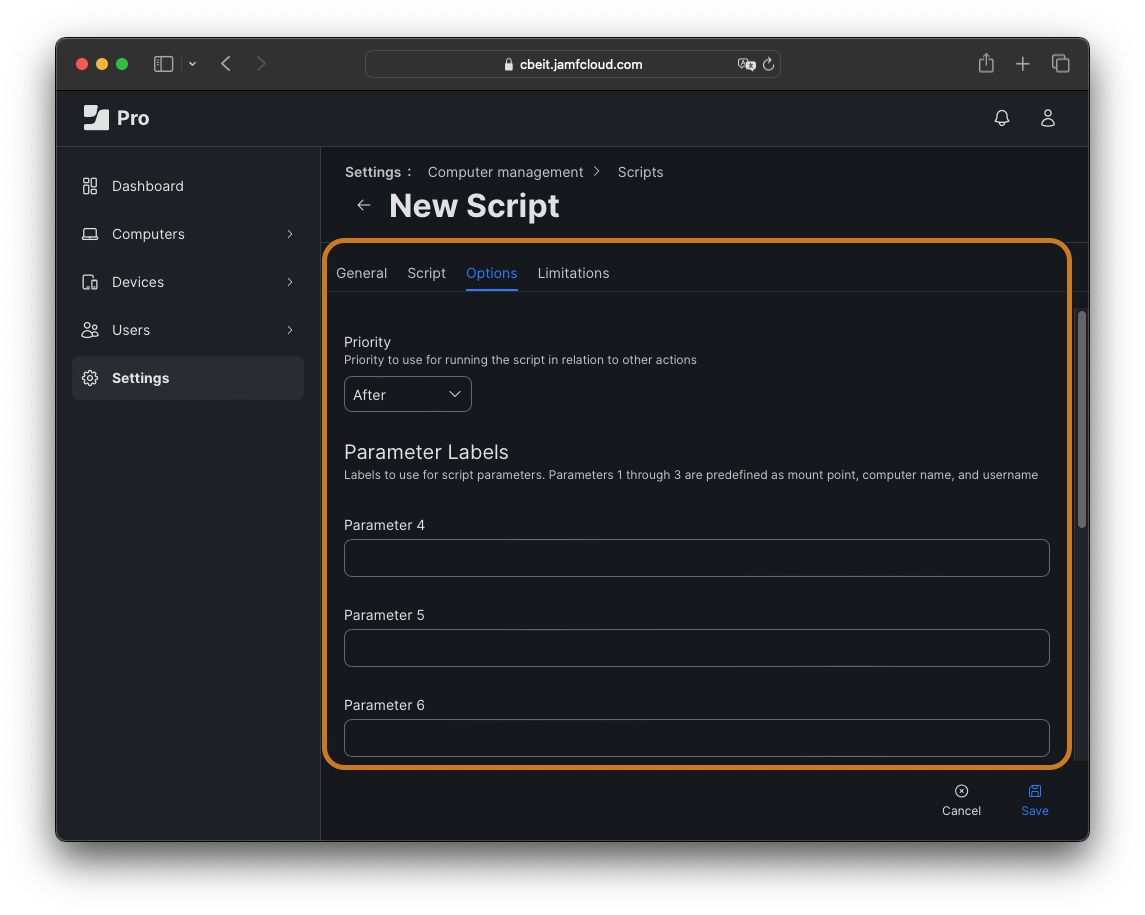 cbeit.jamfcloud.com
Pro
Dashboard
Computers
Devices
Users
Settings
Settings : Computer management > Scripts
New Script
General Script Options Limitations
Priority
Priority to use for running the script in relation to other actions
After
Parameter Labels
Labels to use for script parameters. Parameters 1 through 3 are predefined as mount point, computer name, and username
Parameter 4
Parameter 5
Parameter 6
Cancel Save